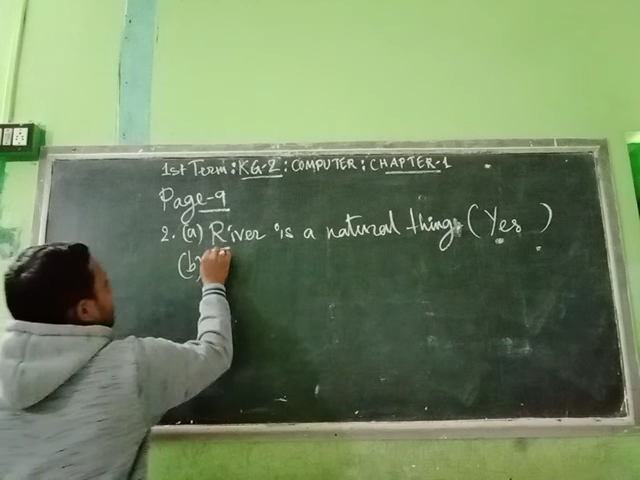 1st Term: KG-2: COMPUTER: CHAPTER-1
Page-9
2. (a) River is a natural thing. (Yes )
(b)